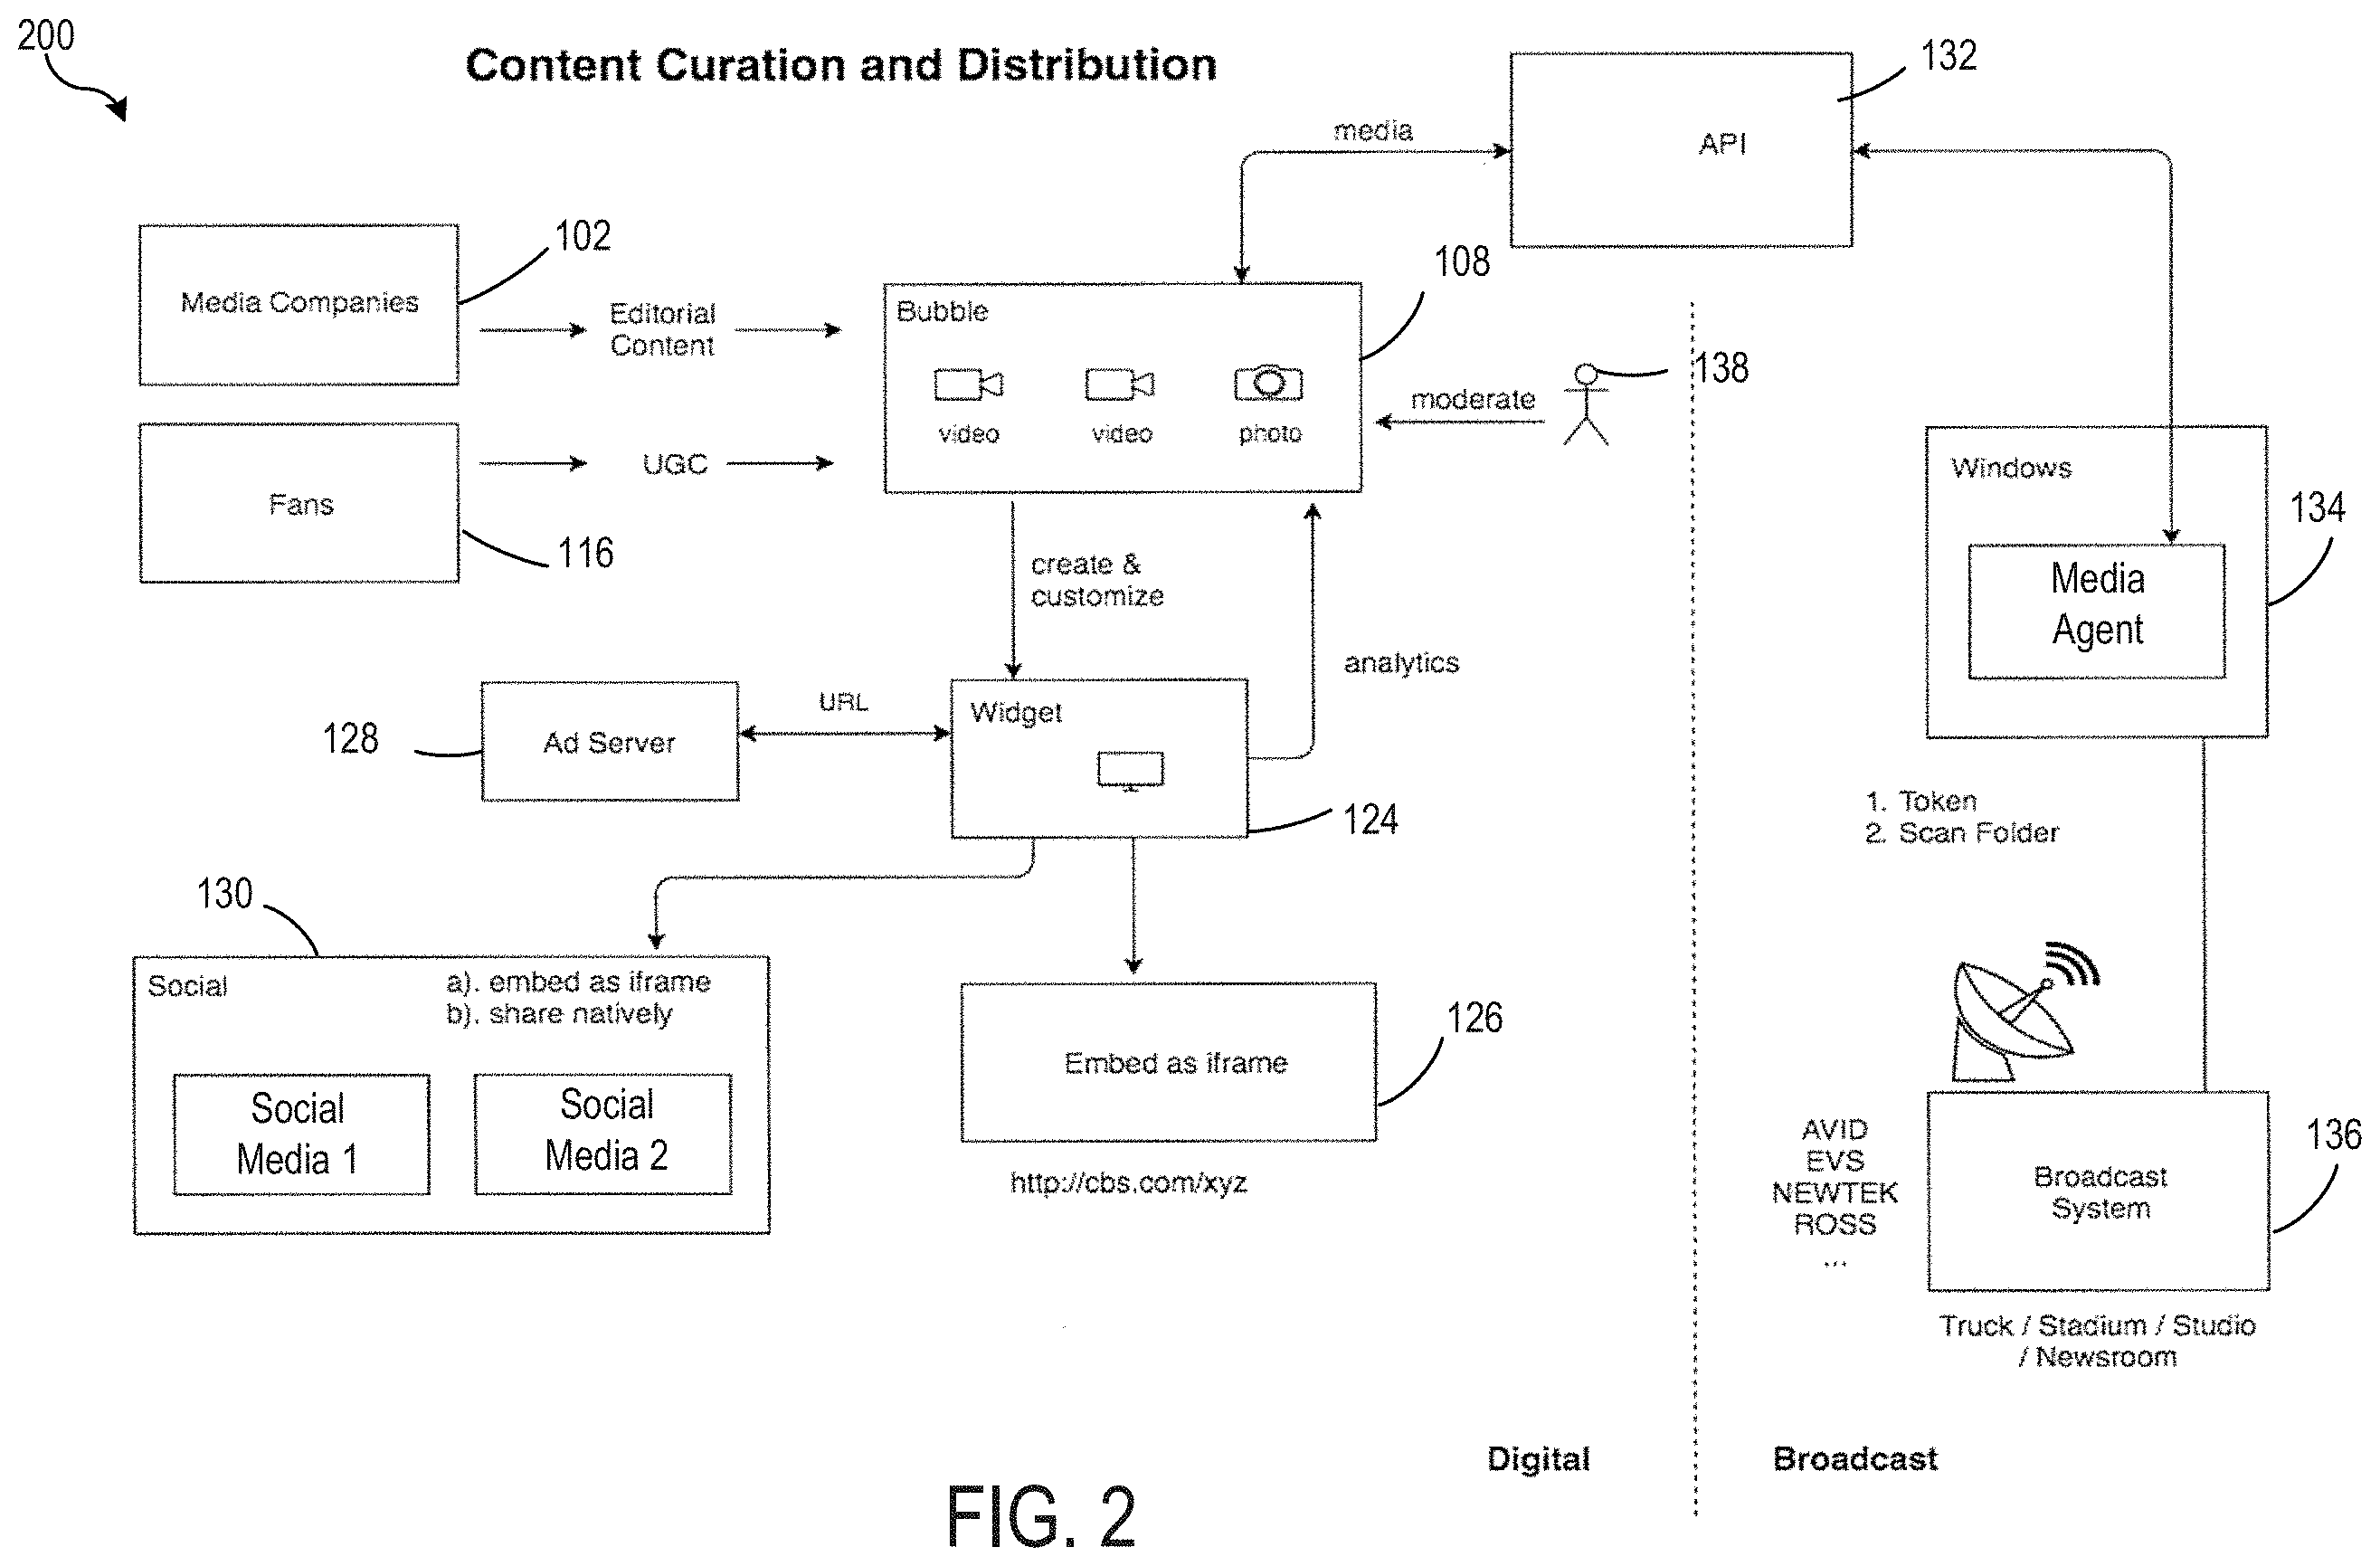 200
Content Curation and Distribution
132
media
API
102
Media Companies
108
Editorial
Content
Bubble
138
moderate
video
video
photo
UGC
Fans
116
Windows
134
Media
Agent
create &
customize
analytics
URL
Widget
128
Ad Server
124
1. Token
2. Scan Folder
130
Social
a). embed as iframe
b). share natively
Social
Media 1
Social
Media 2
126
Embed as iframe
http://cbs.com/xyz
AVID
EVS
NEWTEK
ROSS
...
Broadcast
System
136
Truck / Stadium / Studio
/ Newsroom
Digital
Broadcast
FIG. 2